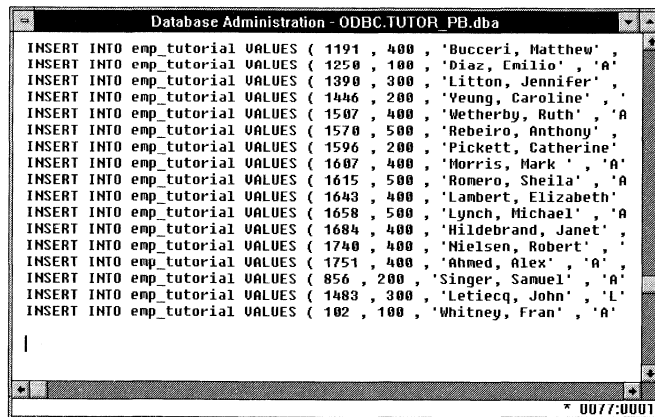 Database Administration - ODBC.TUTOR_PB.dba
INSERT INTO emp_tutorial VALUES ( 1191 , 400 , 'Bucceri, Matthew' ,
INSERT INTO emp_tutorial VALUES ( 1250 , 100 , 'Diaz, Emilio' , 'A'
INSERT INTO emp_tutorial VALUES ( 1390 , 300 , 'Litton, Jennifer' ,
INSERT INTO emp_tutorial VALUES ( 1446 , 200 , 'Yeung, Caroline' , '
INSERT INTO emp_tutorial VALUES ( 1507 , 400 , 'Wetherby, Ruth' , 'A
INSERT INTO emp_tutorial VALUES ( 1570 , 500 , 'Rebeiro, Anthony' ,
INSERT INTO emp_tutorial VALUES ( 1596 , 200 , 'Pickett, Catherine'
INSERT INTO emp_tutorial VALUES ( 1607 , 400 , 'Morris, Mark ' , 'A'
INSERT INTO emp_tutorial VALUES ( 1615 , 500 , 'Romero, Sheila' , 'A
INSERT INTO emp_tutorial VALUES ( 1643 , 400 , 'Lambert, Elizabeth'
INSERT INTO emp_tutorial VALUES ( 1658 , 500 , 'Lynch, Michael' , 'A
INSERT INTO emp_tutorial VALUES ( 1684 , 400 , 'Hildebrand, Janet' ,
INSERT INTO emp_tutorial VALUES ( 1740 , 400 , 'Nielsen, Robert' , '
INSERT INTO emp_tutorial VALUES ( 1751 , 400 , 'Ahmed, Alex' , 'A' ,
INSERT INTO emp_tutorial VALUES ( 856 , 200 , 'Singer, Samuel' , 'A'
INSERT INTO emp_tutorial VALUES ( 1483 , 300 , 'Letiecq, John' , 'L'
INSERT INTO emp_tutorial VALUES ( 102 , 100 , 'Whitney, Fran' , 'A'
* 0077:0001